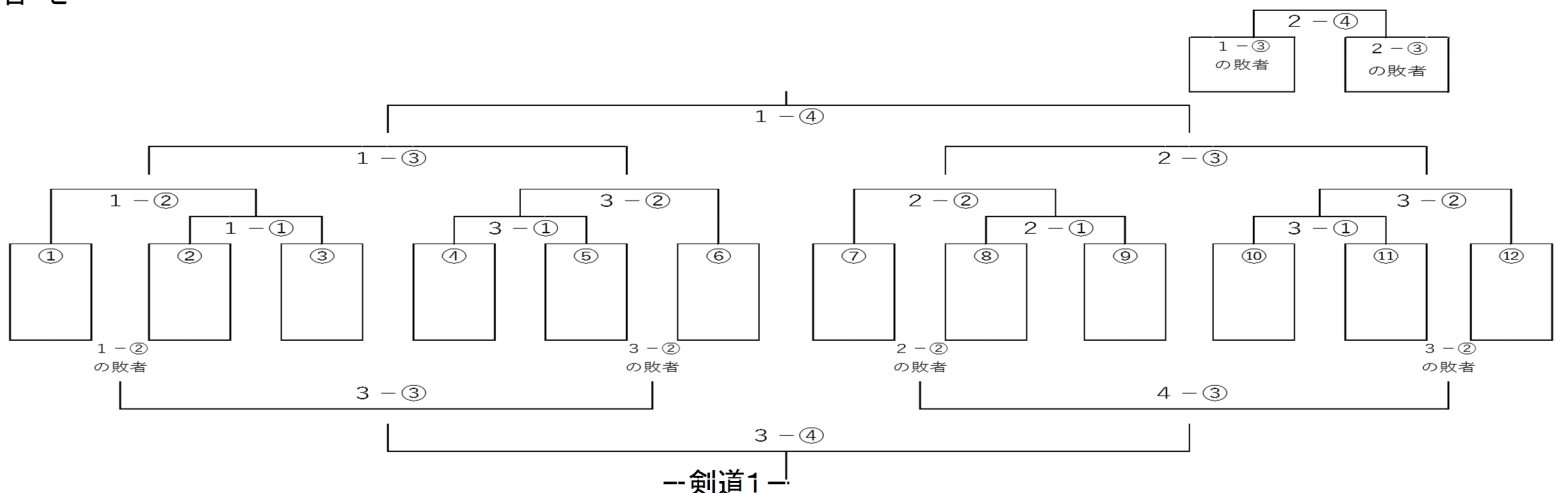 2－④
1－③ 2－③
の敗者 の敗者
1－④
1－③ 2－③
1－② 3－② 2－② 3－②
1－① 3－① 2－① 3－①
① ② ③ ④ ⑤ ⑥ ⑦ ⑧ ⑨ ⑩ ⑪ ⑫
1－② 3－② 2－② 3－②
の敗者 の敗者 の敗者 の敗者
3－③ 4－③
3－④
--剣道1--